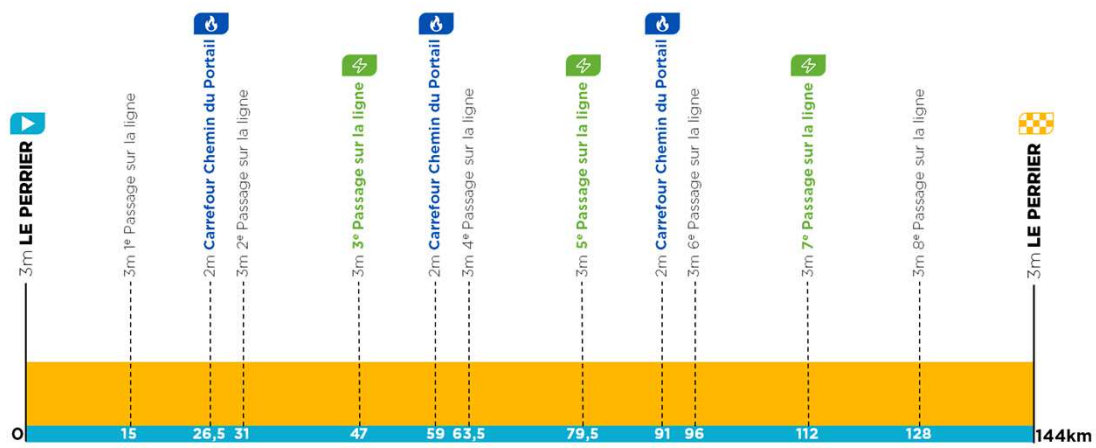 3m LE PERRIER
3m 1e Passage sur la ligne
2m Carrefour Chemin du Portail
3m 2e Passage sur la ligne
3m 3e Passage sur la ligne
2m Carrefour Chemin du Portail
3m 4e Passage sur la ligne
3m 5e Passage sur la ligne
2m Carrefour Chemin du Portail
3m 6e Passage sur la ligne
3m 7e Passage sur la ligne
3m 8e Passage sur la ligne
3m LE PERRIER
0 15 26,5 31 47 59 63,5 79,5 91 96 112 128 144km